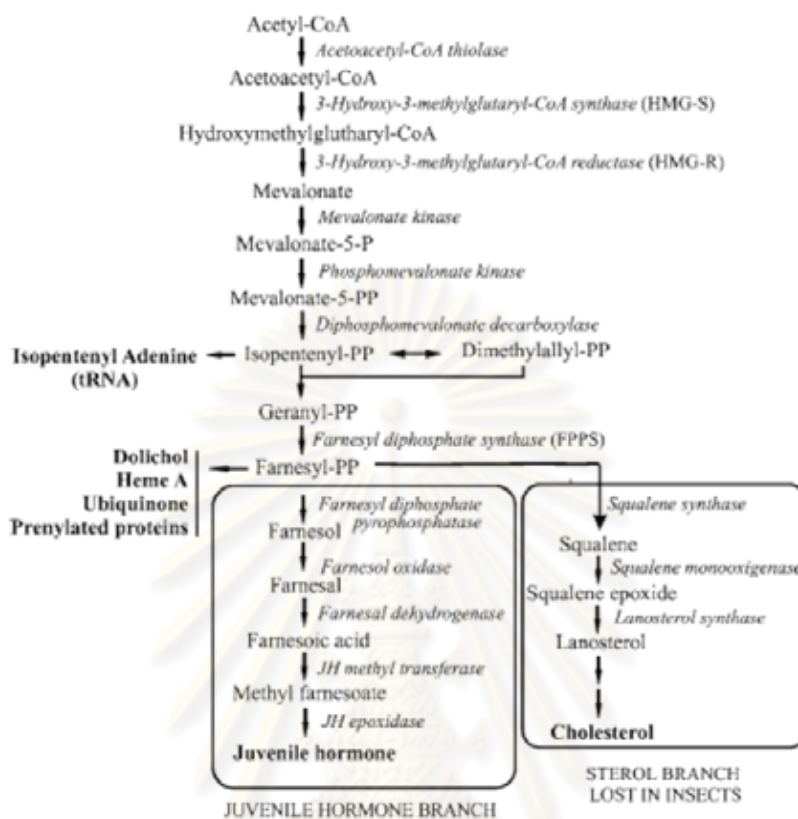 Acetyl-CoA
Acetoacetyl-CoA thiolase
Acetoacetyl-CoA
3-Hydroxy-3-methylglutaryl-CoA synthase (HMG-S)
Hydroxymethylglutharyl-CoA
3-Hydroxy-3-methylglutaryl-CoA reductase (HMG-R)
Mevalonate
Mevalonate kinase
Mevalonate-5-P
Phosphomevalonate kinase
Mevalonate-5-PP
Diphosphomevalonate decarboxylase
Isopentenyl Adenine
(tRNA)
Isopentenyl-PP
Dimethylallyl-PP
Geranyl-PP
Farnesyl diphosphate synthase (FPPS)
Dolichol
Heme A
Ubiquinone
Prenylated proteins
Farnesyl-PP
Farnesyl diphosphate
pyrophosphatase
Farnesol
Farnesol oxidase
Farnesal
Farnesal dehydrogenase
Farnesoic acid
JH methyl transferase
Methyl farnesoate
JH epoxidase
Juvenile hormone
JUVENILE HORMONE BRANCH
Squalene synthase
Squalene
Squalene monooxigenase
Squalene epoxide
Lanosterol synthase
Lanosterol
Cholesterol
STEROL BRANCH
LOST IN INSECTS